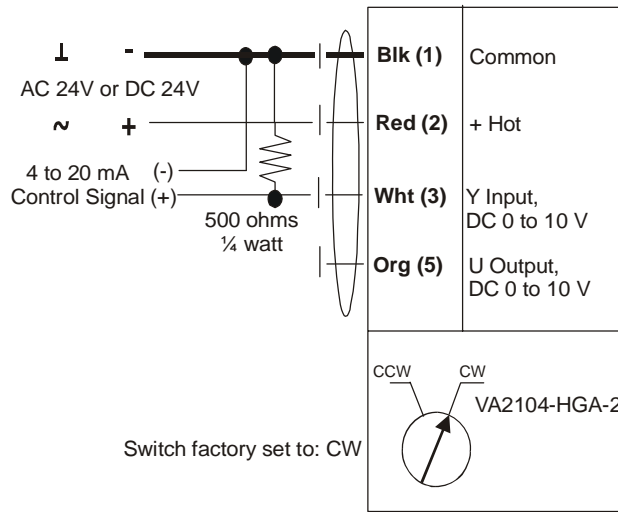 ⊥ -
Blk (1) Common
AC 24V or DC 24V
~ +
Red (2) + Hot
4 to 20 mA (-)
Control Signal (+)
500 ohms
¼ watt
Wht (3) Y Input,
DC 0 to 10 V
Org (5) U Output,
DC 0 to 10 V
CCW CW
VA2104-HGA-2
Switch factory set to: CW